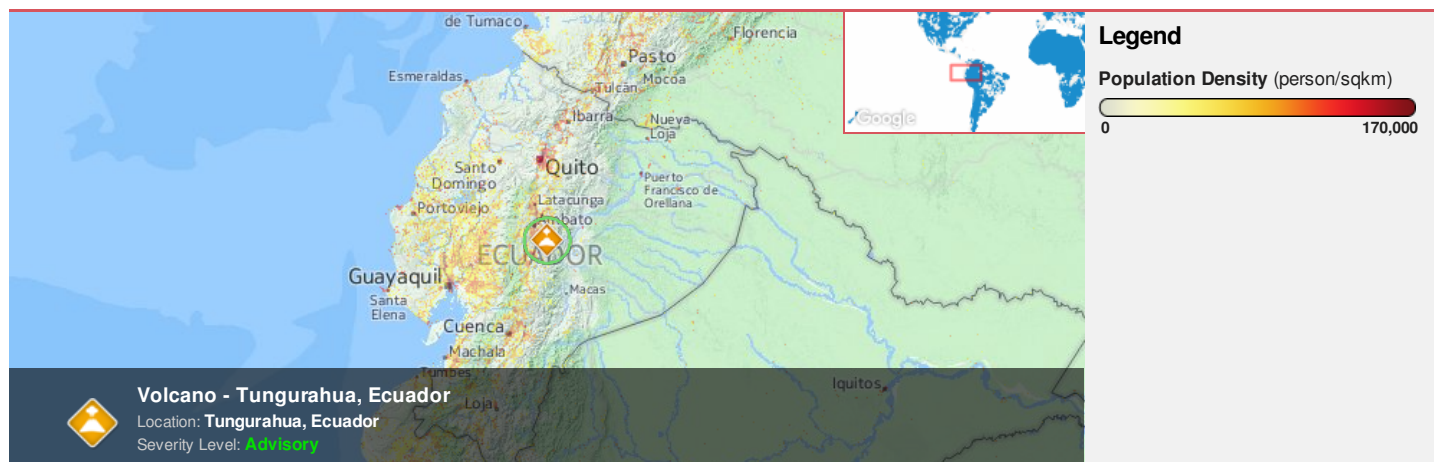 de Tumaco
Florencia
Pasto
Esmeraldas
Mocoa
Tulcán
Ibarra
Nueva
Loja
Google
Santo
Domingo
Quito
Puerto
Francisco de
Orellana
Latacunga
Portoviejo
Ambato
ECUADOR
Guayaquil
Macas
Santa
Elena
Cuenca
Machala
Tumbes
Iquitos
Loja
Volcano - Tungurahua, Ecuador
Location: Tungurahua, Ecuador
Severity Level: Advisory
Legend
Population Density (person/sqkm)
0 170,000